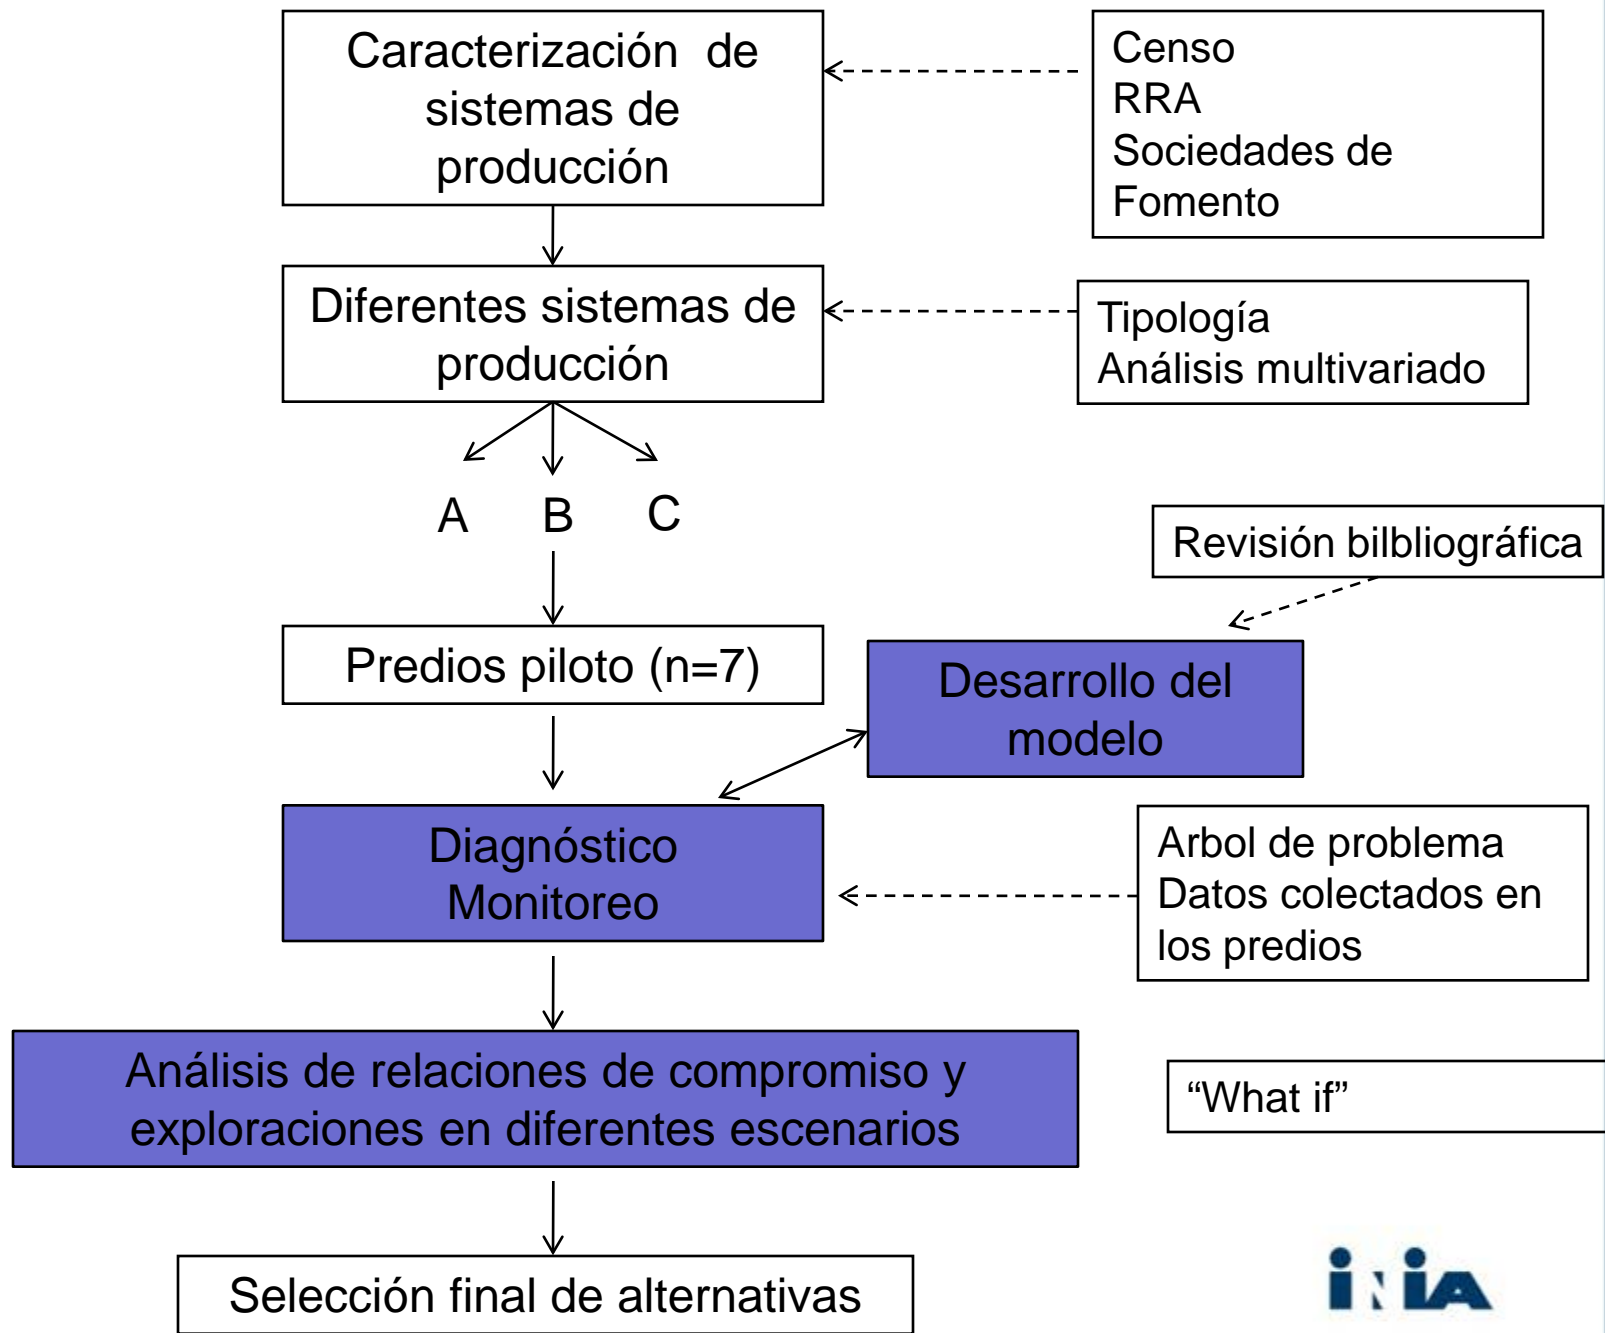 Caracterización de
sistemas de
producción
Censo
RRA
Sociedades de
Fomento
Diferentes sistemas de
producción
Tipología
Análisis multivariado
A B C
Revisión bilbliográfica
Predios piloto (n=7)
Desarrollo del
modelo
Diagnóstico
Monitoreo
Arbol de problema
Datos colectados en
los predios
Análisis de relaciones de compromiso y
exploraciones en diferentes escenarios
“What if”
Selección final de alternativas
iNiA